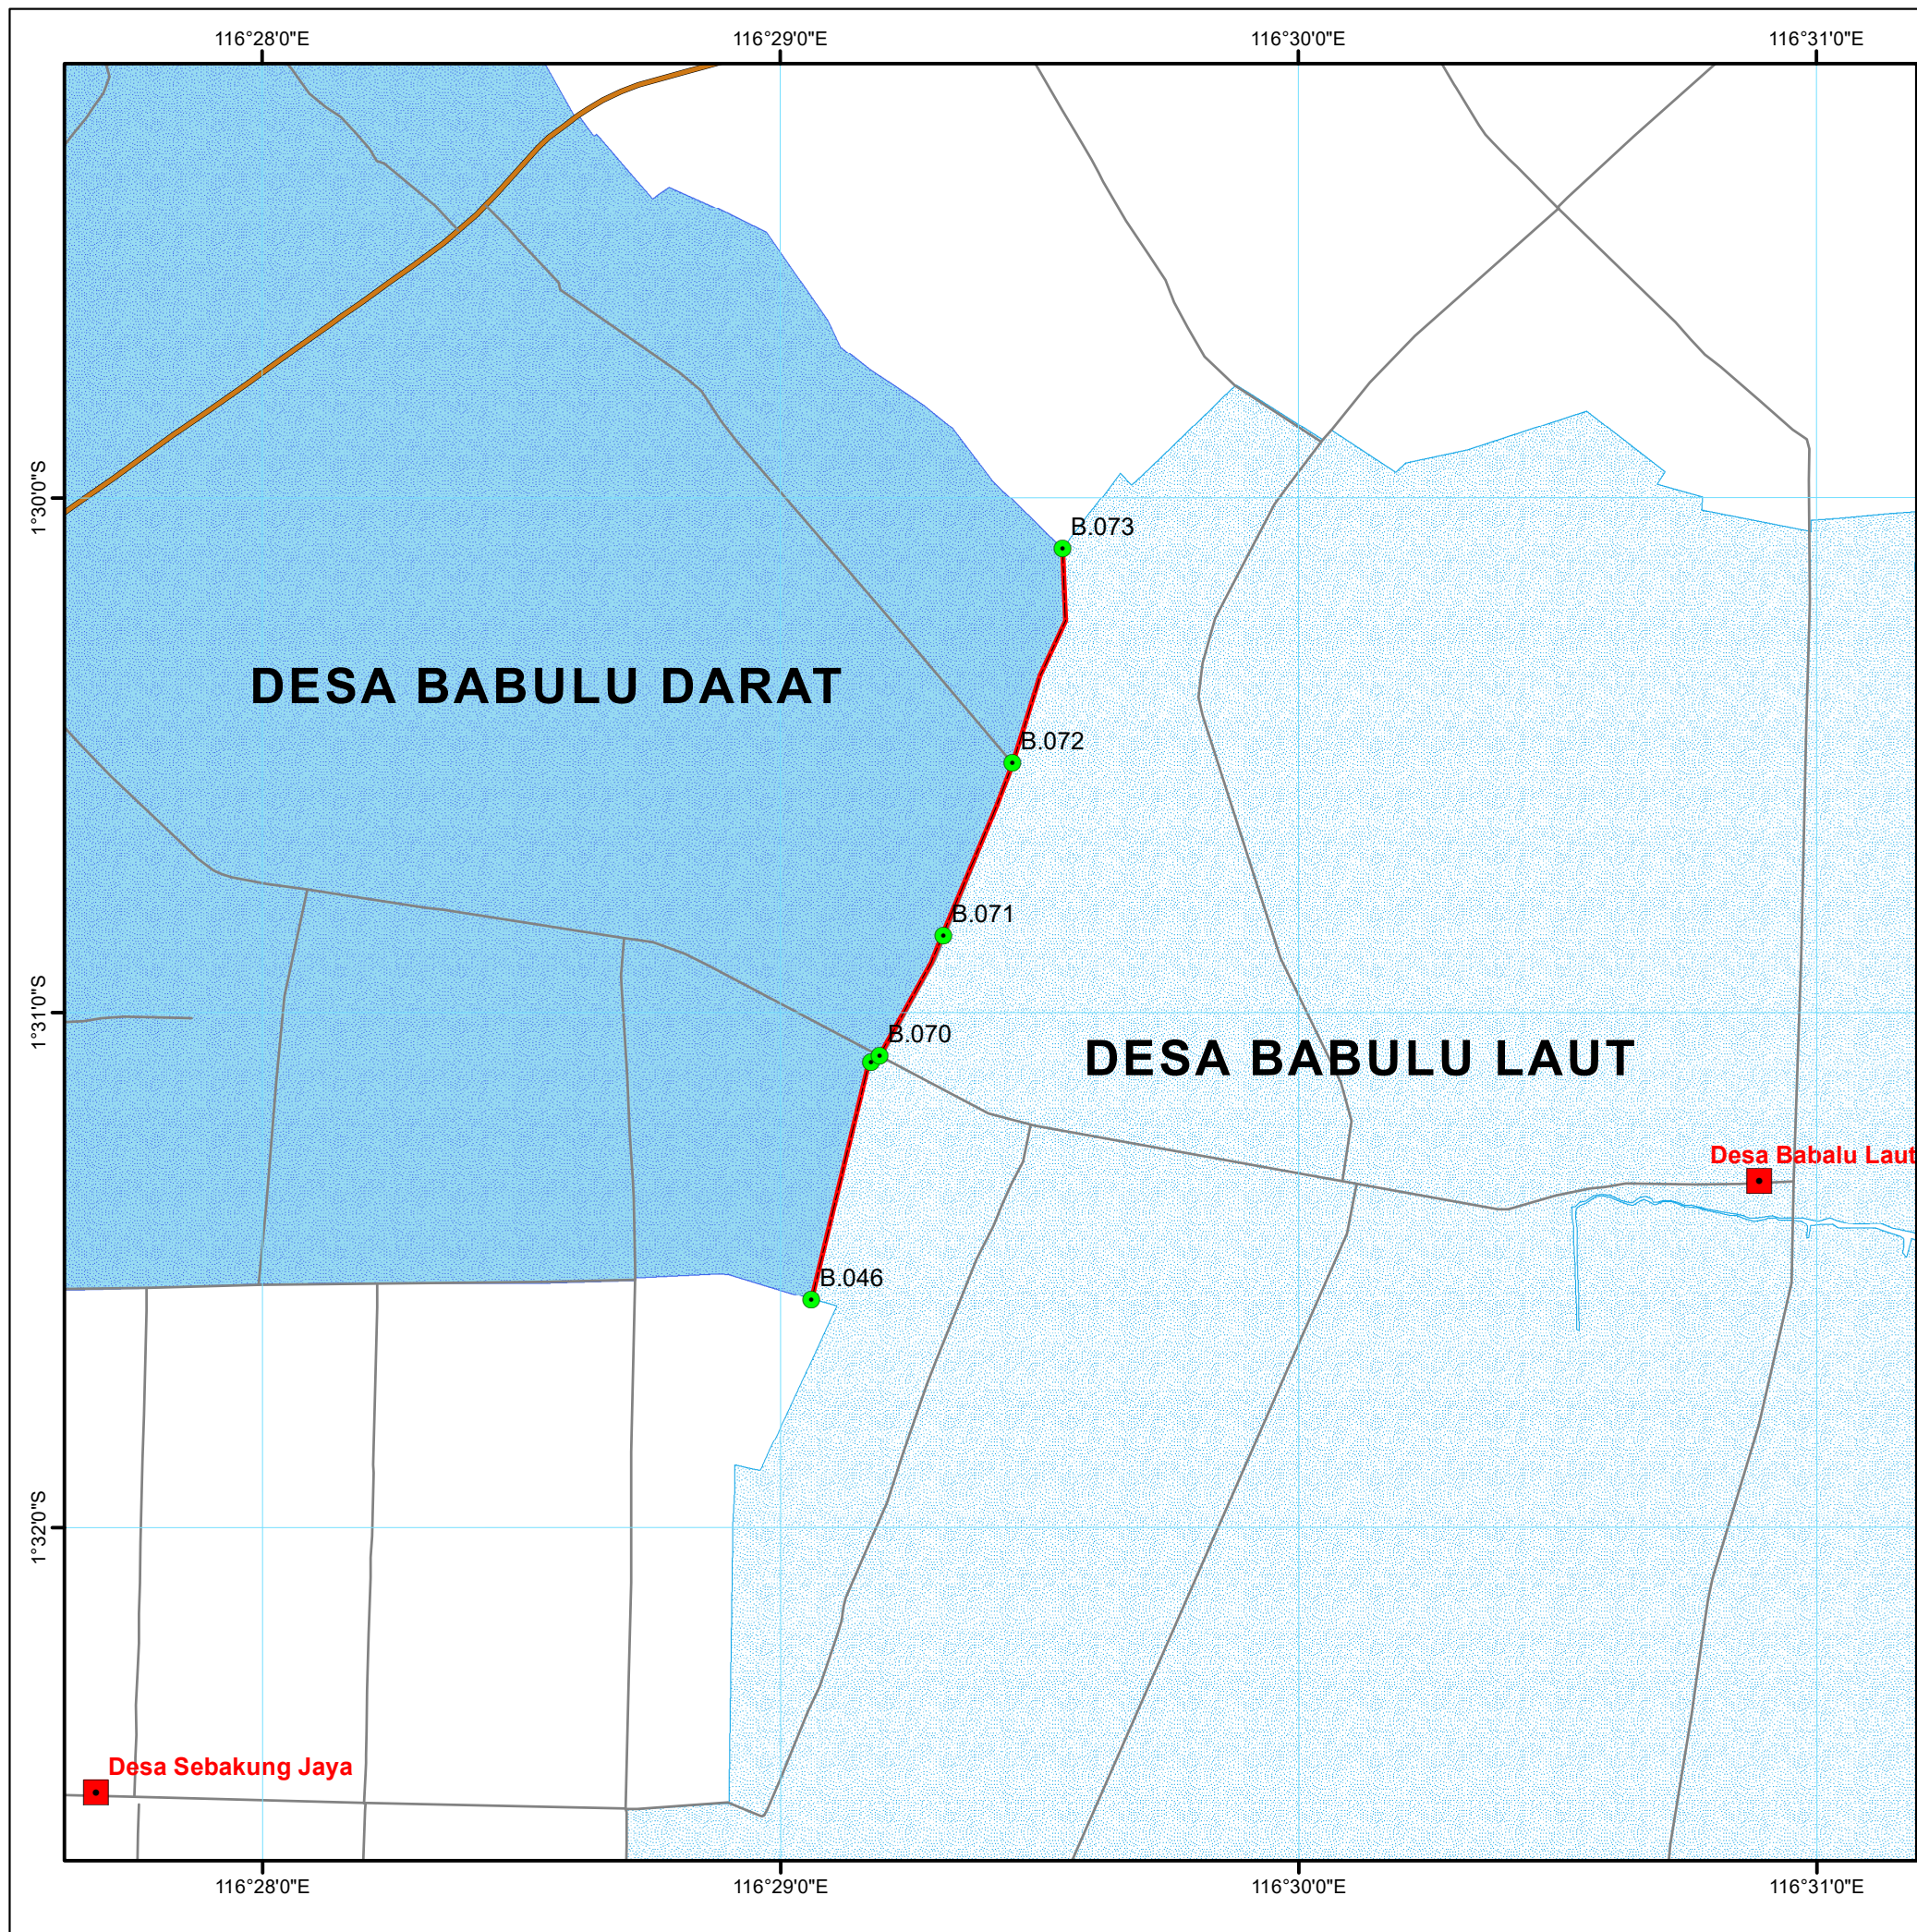 116°28'0"E 116°29'0"E 116°30'0"E 116°31'0"E
1°30'0"S
B.073
DESA BABULU DARAT
B.072
B.071
1°31'0"S
B.070
DESA BABULU LAUT
Desa Babalu Laut
B.046
1°32'0"S
Desa Sebakung Jaya
116°28'0"E 116°29'0"E 116°30'0"E 116°31'0"E